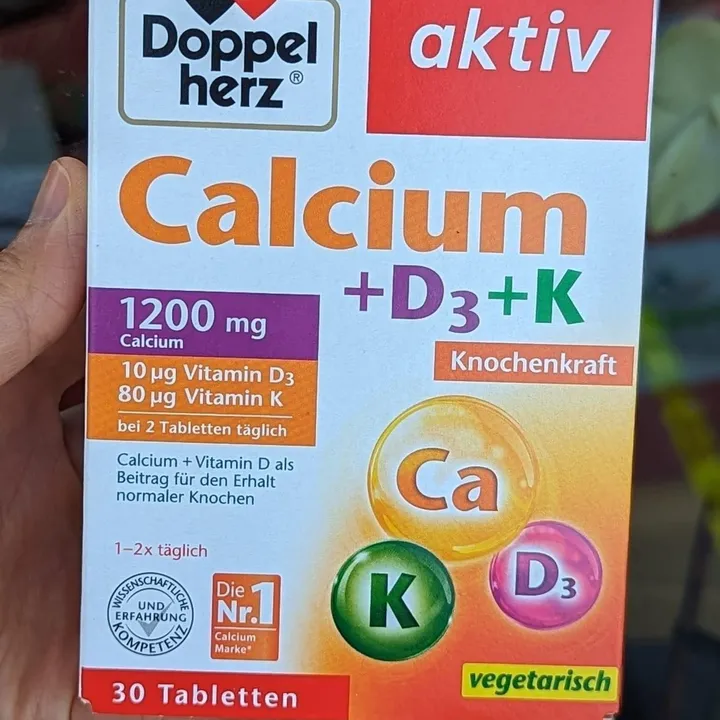 Doppel
herz®
aktiv
Calcium
+D3+K
1200 mg
Calcium
10 µg Vitamin D3
80 µg Vitamin K
bei 2 Tabletten täglich
Knochenkraft
Calcium + Vitamin D als
Beitrag für den Erhalt
normaler Knochen
1–2x täglich
Ca
K
D3
WISSENSCHAFTLICHE
UND
ERFAHRUNG
KOMPETENZ
Die
Nr.1
Calcium
Marke*
vegetarisch
30 Tabletten